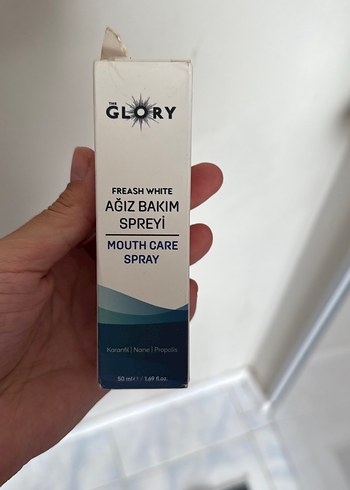 THE
GLORY
FREASH WHITE
AĞIZ BAKIM
SPREYİ
MOUTH CARE
SPRAY
Karanfil | Nane | Propolis
50 ml ℮ / 1.69 fl.oz.